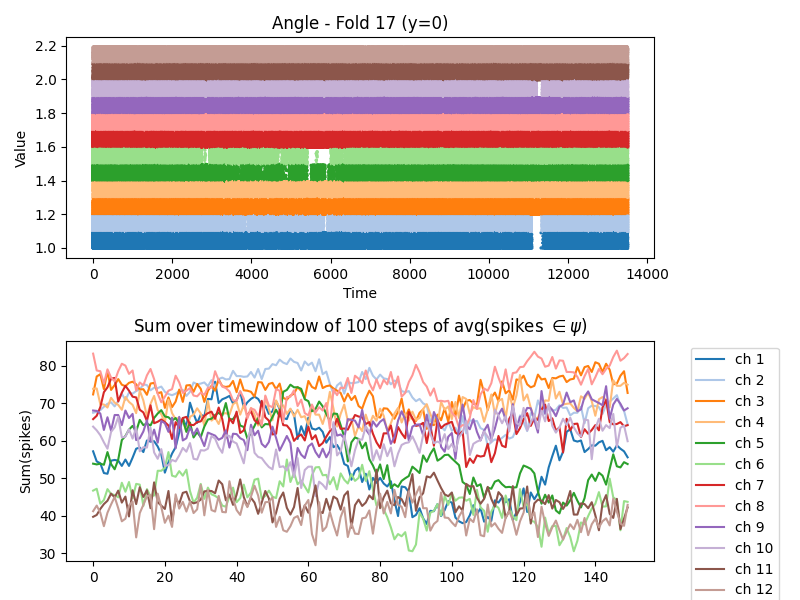 Angle - Fold 17 (y=0)
2.2
2.0
1.8
1.6
1.4
1.2
1.0
Value
0 2000 4000 6000 8000 10000 12000 14000
Time
Sum over timewindow of 100 steps of avg(spikes ∈ ψ)
80
70
60
50
40
30
Sum(spikes)
0 20 40 60 80 100 120 140
ch 1
ch 2
ch 3
ch 4
ch 5
ch 6
ch 7
ch 8
ch 9
ch 10
ch 11
ch 12